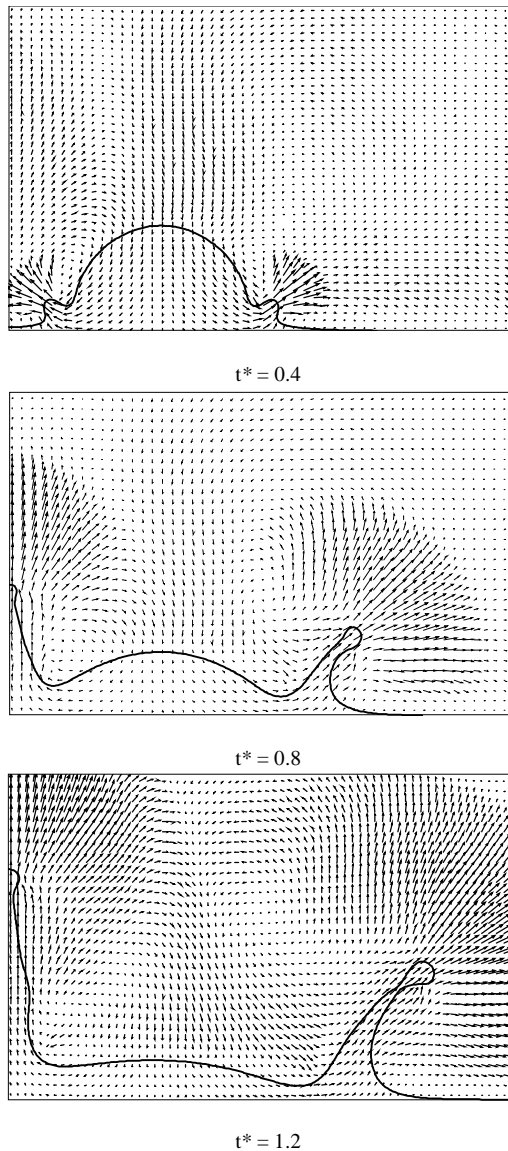 t* = 0.4
t* = 0.8
t* = 1.2